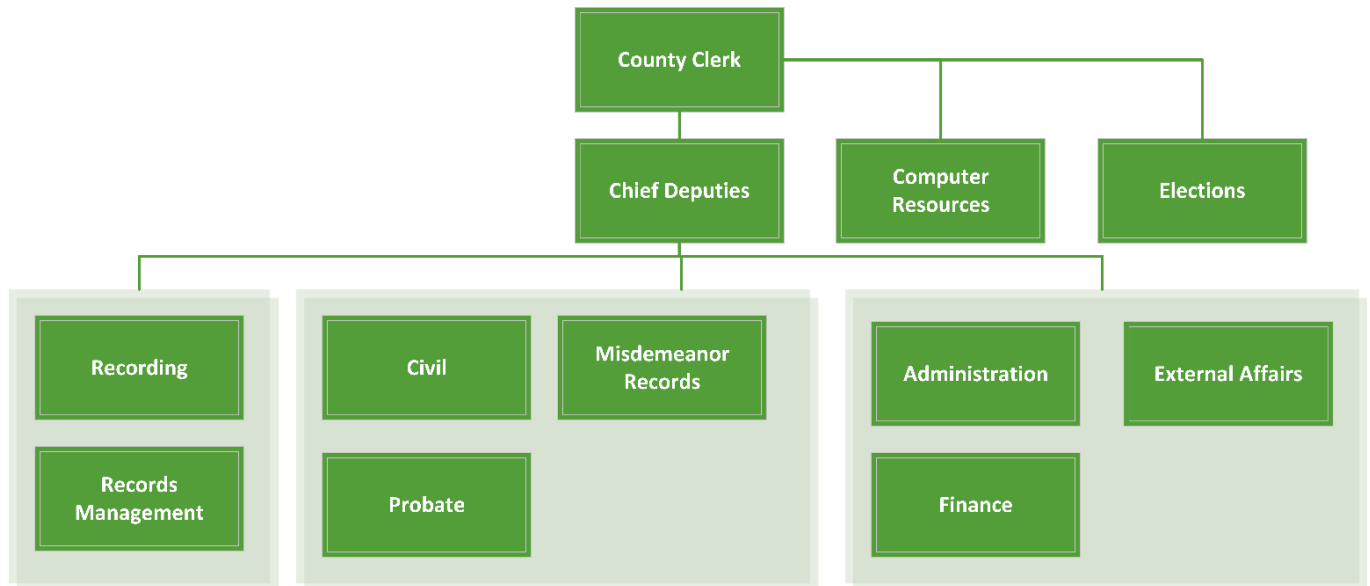 County Clerk
Chief Deputies
Computer
Resources
Elections
Recording
Records
Management
Civil
Misdemeanor
Records
Probate
Administration
External Affairs
Finance